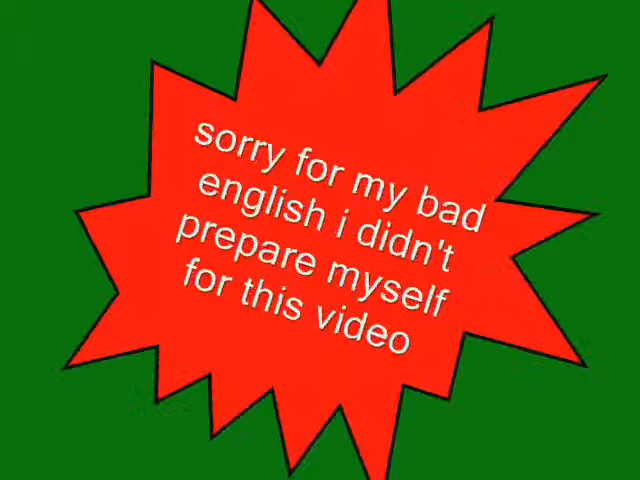 sorry for my bad
english i didn't
prepare myself
for this video